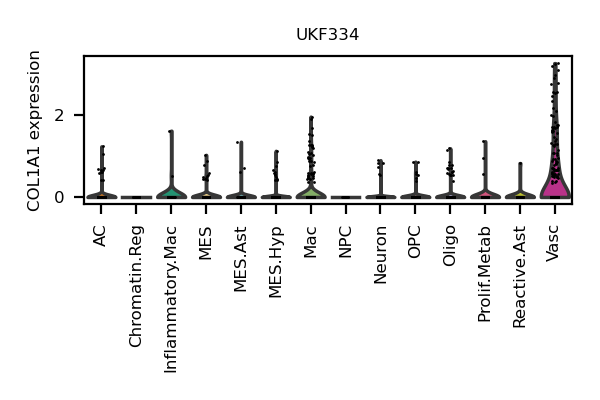 UKF334
COL1A1 expression
2
0
AC
Chromatin.Reg
Inflammatory.Mac
MES
MES.Ast
MES.Hyp
Mac
NPC
Neuron
OPC
Oligo
Prolif.Metab
Reactive.Ast
Vasc